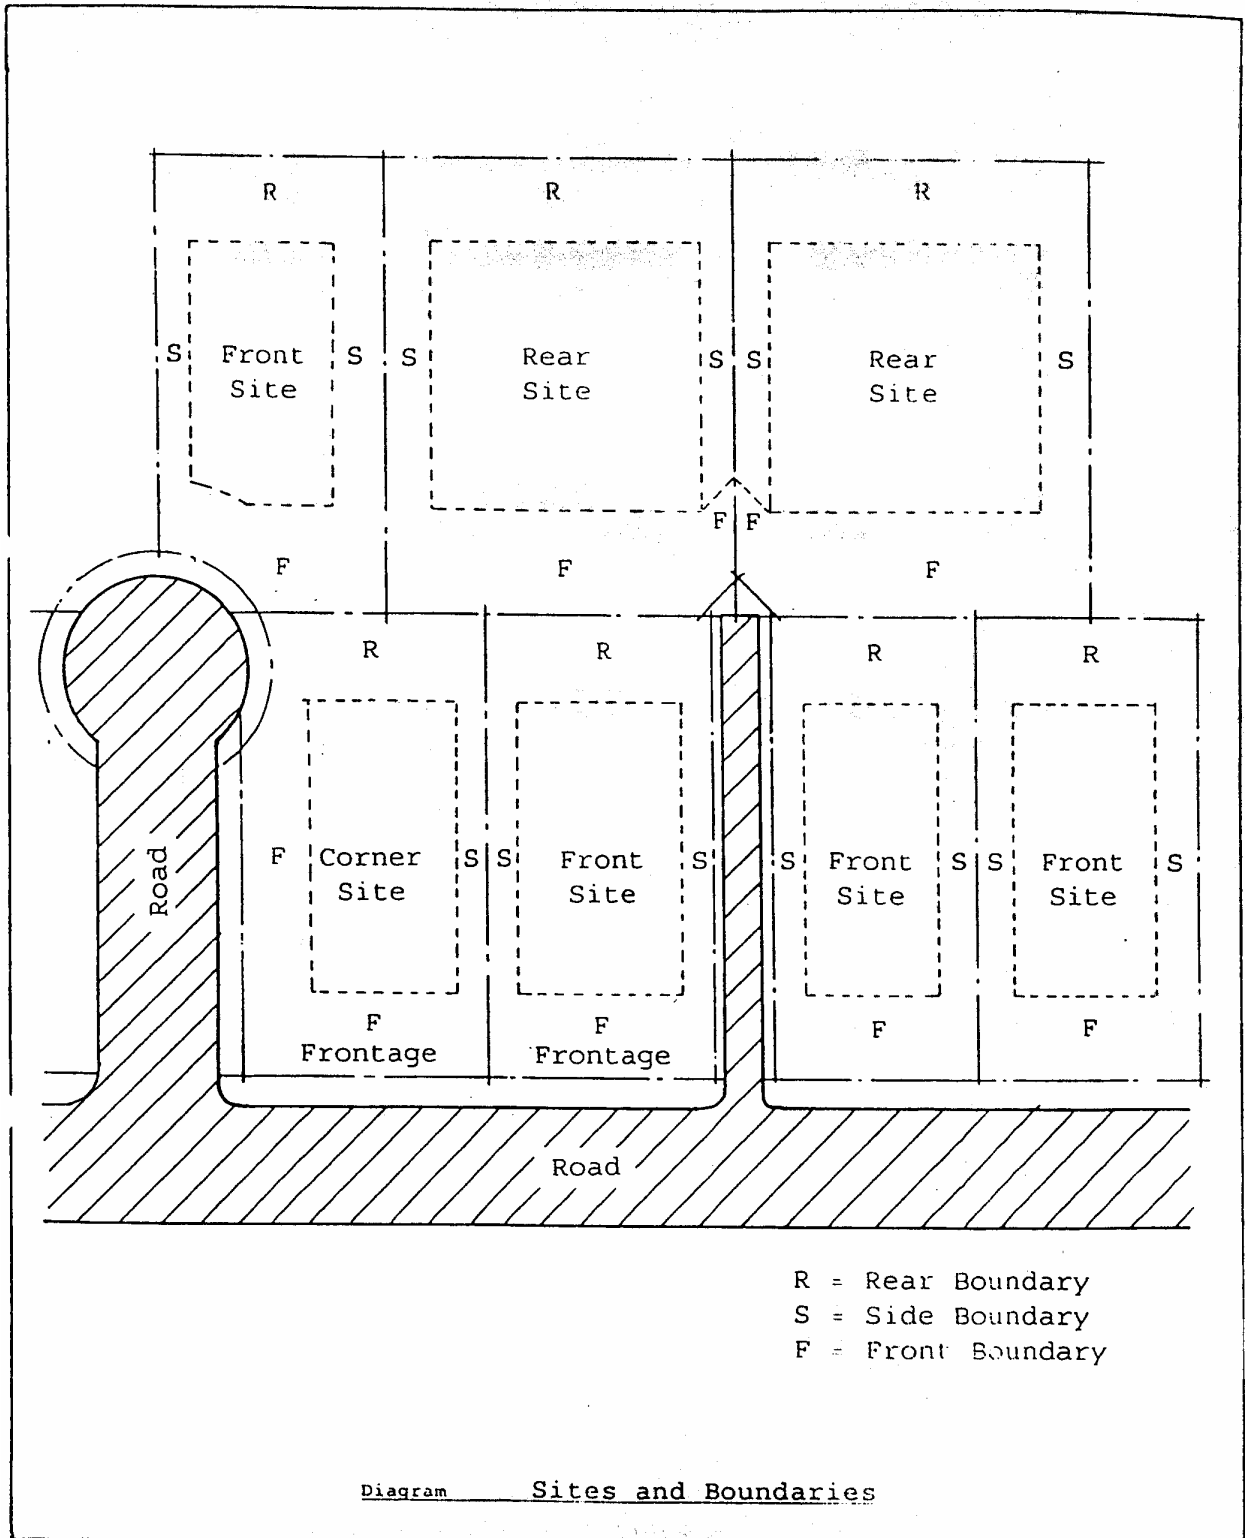 R R R
S Front S S Rear S S Rear S
Site Site Site
F F
F F F
R R R R
F Corner S S Front S S Front S S Front S
Site Site Site Site
Road
F F F F
Frontage Frontage
Road
R = Rear Boundary
S = Side Boundary
F = Front Boundary
Diagram Sites and Boundaries